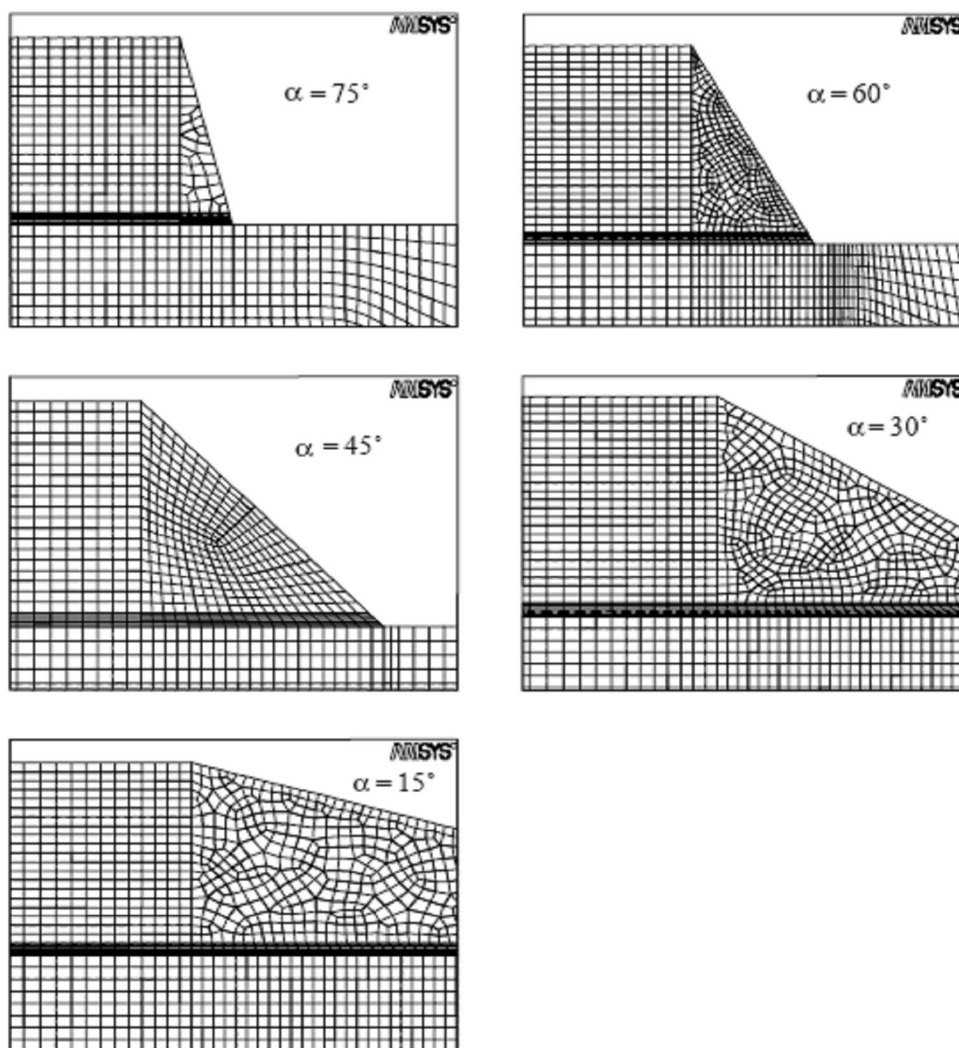 ANSYS
α = 75°
ANSYS
α = 60°
ANSYS
α = 45°
ANSYS
α = 30°
ANSYS
α = 15°